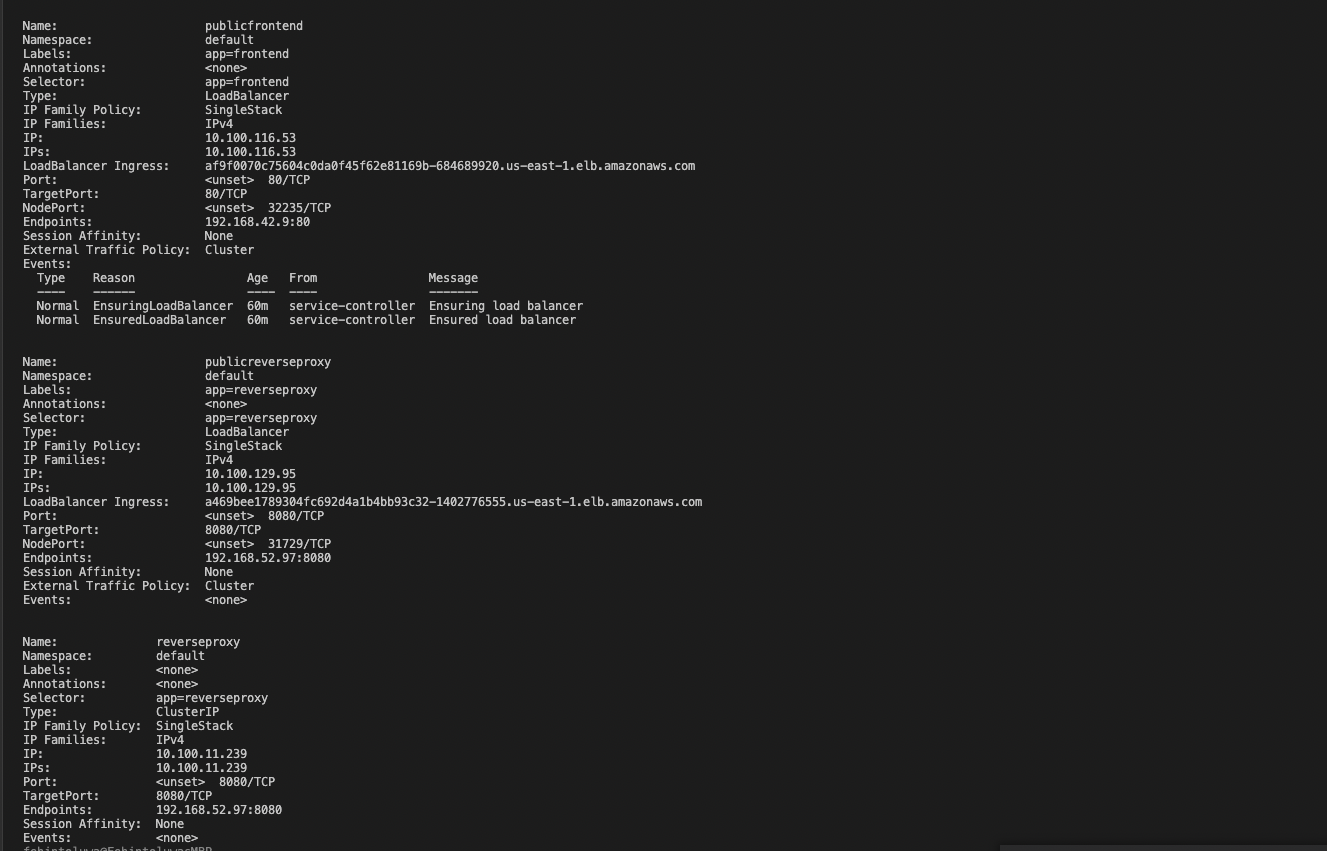 Name:                     publicfrontend
Namespace:                default
Labels:                   app=frontend
Annotations:              <none>
Selector:                 app=frontend
Type:                     LoadBalancer
IP Family Policy:         SingleStack
IP Families:              IPv4
IP:                       10.100.116.53
IPs:                      10.100.116.53
LoadBalancer Ingress:     af9f0070c75604c0da0f45f62e81169b-684689920.us-east-1.elb.amazonaws.com
Port:                     <unset>  80/TCP
TargetPort:               80/TCP
NodePort:                 <unset>  32235/TCP
Endpoints:                192.168.42.9:80
Session Affinity:         None
External Traffic Policy:  Cluster
Events:
  Type    Reason                Age   From                Message
  ----    ------                ----  ----                -------
  Normal  EnsuringLoadBalancer  60m   service-controller  Ensuring load balancer
  Normal  EnsuredLoadBalancer   60m   service-controller  Ensured load balancer
Name:                     publicreverseproxy
Namespace:                default
Labels:                   app=reverseproxy
Annotations:              <none>
Selector:                 app=reverseproxy
Type:                     LoadBalancer
IP Family Policy:         SingleStack
IP Families:              IPv4
IP:                       10.100.129.95
IPs:                      10.100.129.95
LoadBalancer Ingress:     a469bee1789304fc692d4a1b4bb93c32-1402776555.us-east-1.elb.amazonaws.com
Port:                     <unset>  8080/TCP
TargetPort:               8080/TCP
NodePort:                 <unset>  31729/TCP
Endpoints:                192.168.52.97:8080
Session Affinity:         None
External Traffic Policy:  Cluster
Events:                   <none>
Name:              reverseproxy
Namespace:         default
Labels:            <none>
Annotations:       <none>
Selector:          app=reverseproxy
Type:              ClusterIP
IP Family Policy:  SingleStack
IP Families:       IPv4
IP:                10.100.11.239
IPs:               10.100.11.239
Port:              <unset>  8080/TCP
TargetPort:        8080/TCP
Endpoints:         192.168.52.97:8080
Session Affinity:  None
Events:            <none>